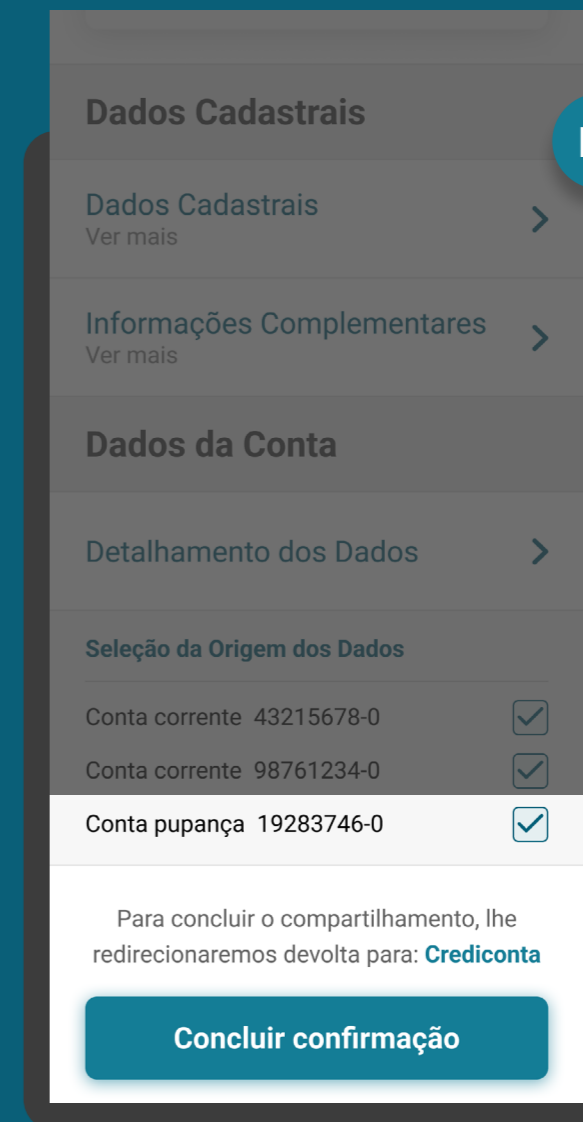 Dados Cadastrais
Dados Cadastrais
Ver mais
Informações Complementares
Ver mais
Dados da Conta
Detalhamento dos Dados
Seleção da Origem dos Dados
Conta corrente 43215678-0
Conta corrente 98761234-0
Conta pupança 19283746-0
Para concluir o compartilhamento, lhe
redirecionaremos devolta para: Crediconta
Concluir confirmação